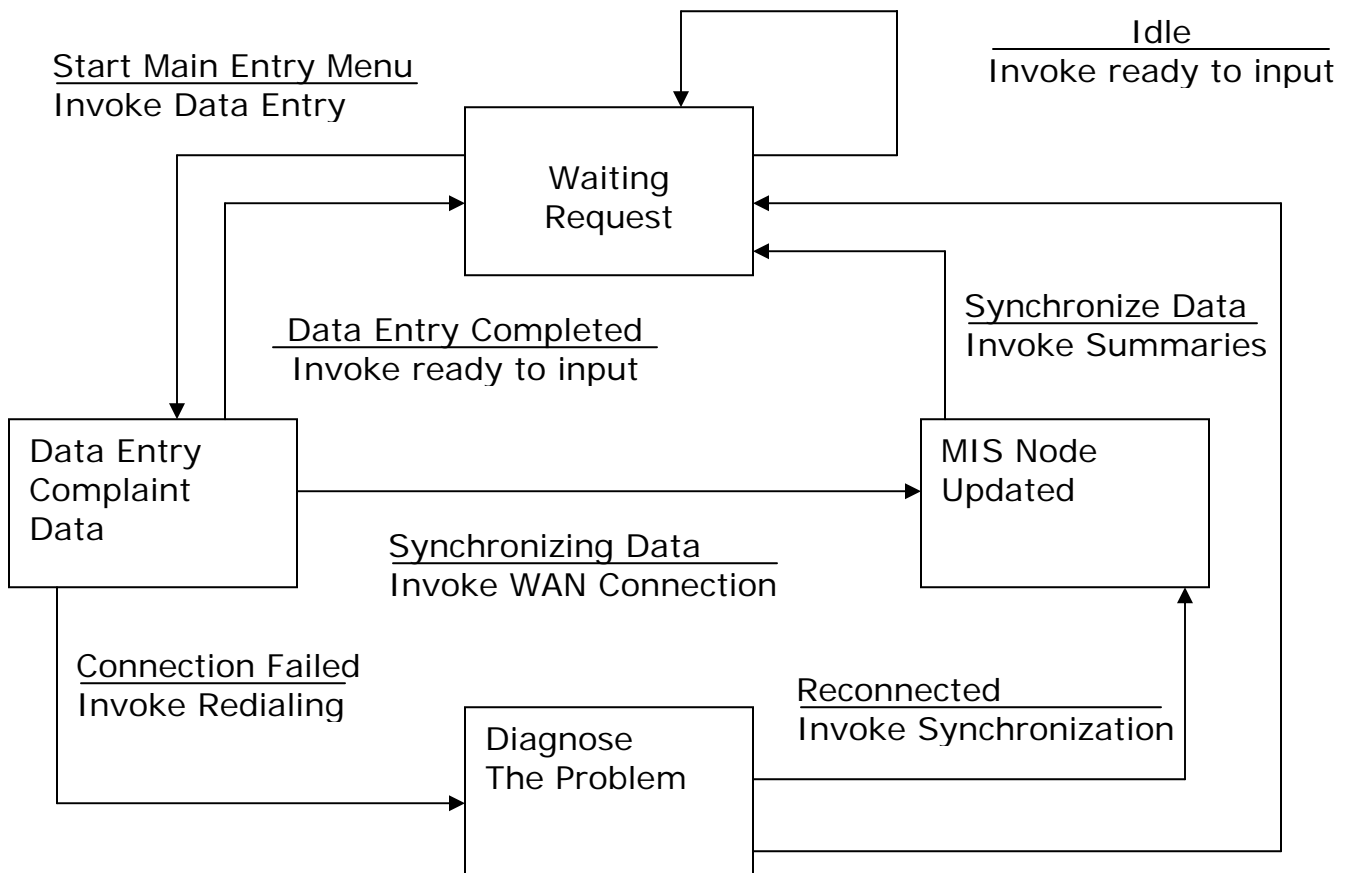 Idle
Invoke ready to input
Start Main Entry Menu
Invoke Data Entry
Waiting
Request
Synchronize Data
Invoke Summaries
Data Entry Completed
Invoke ready to input
Data Entry
Complaint
Data
MIS Node
Updated
Synchronizing Data
Invoke WAN Connection
Connection Failed
Invoke Redialing
Reconnected
Invoke Synchronization
Diagnose
The Problem